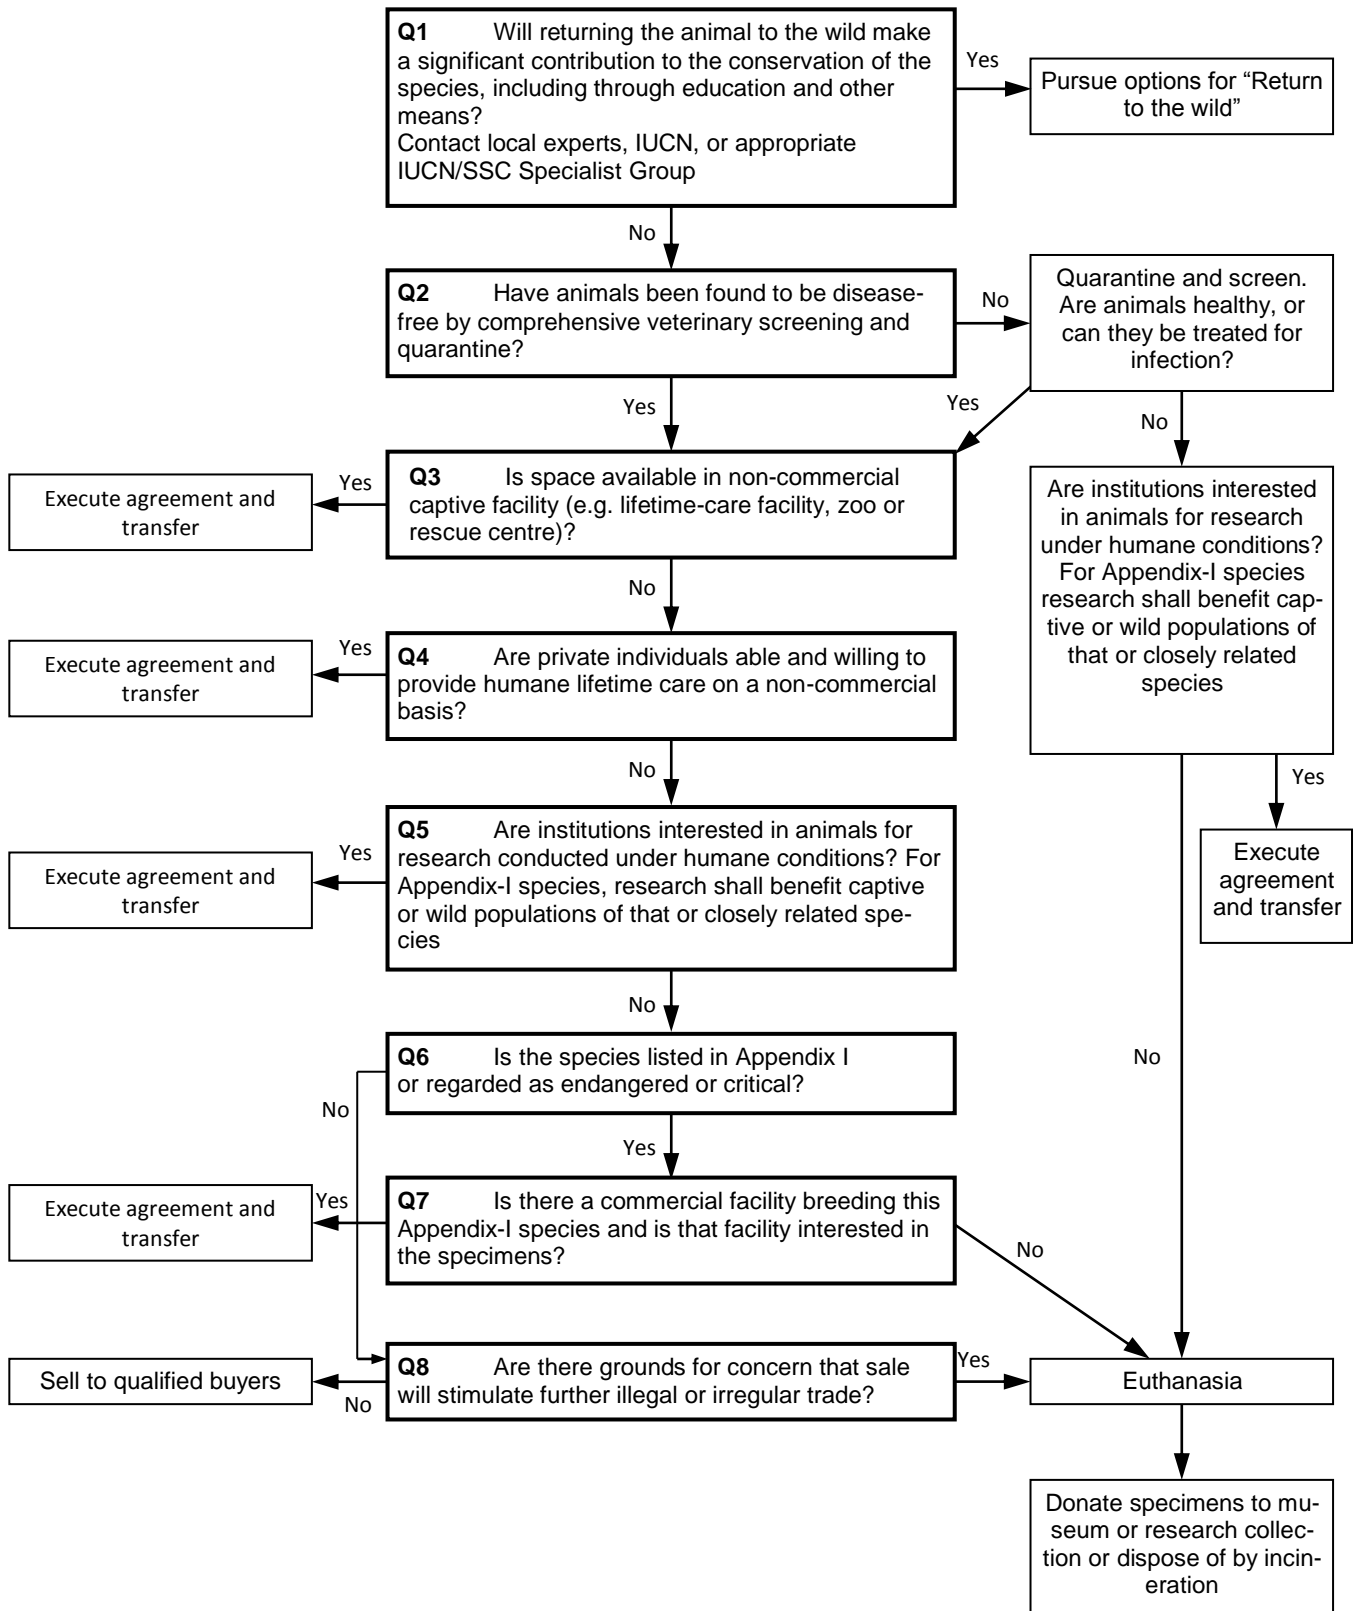 Q1 Will returning the animal to the wild make
a significant contribution to the conservation of the
species, including through education and other
means?
Contact local experts, IUCN, or appropriate
IUCN/SSC Specialist Group
Yes
Pursue options for “Return
to the wild”
No
Q2 Have animals been found to be disease-
free by comprehensive veterinary screening and
quarantine?
No
Quarantine and screen.
Are animals healthy, or
can they be treated for
infection?
Yes
Yes
No
Q3 Is space available in non-commercial
captive facility (e.g. lifetime-care facility, zoo or
rescue centre)?
Yes
Execute agreement and
transfer
Are institutions interested
in animals for research
under humane conditions?
For Appendix-I species
research shall benefit cap-
tive or wild populations of
that or closely related
species
No
Q4 Are private individuals able and willing to
provide humane lifetime care on a non-commercial
basis?
Yes
Execute agreement and
transfer
No
Yes
Execute
agreement
and transfer
Q5 Are institutions interested in animals for
research conducted under humane conditions? For
Appendix-I species, research shall benefit captive
or wild populations of that or closely related spe-
cies
Yes
Execute agreement and
transfer
No
No
Q6 Is the species listed in Appendix I
or regarded as endangered or critical?
No
Yes
Q7 Is there a commercial facility breeding this
Appendix-I species and is that facility interested in
the specimens?
Yes
Execute agreement and
transfer
No
Q8 Are there grounds for concern that sale
will stimulate further illegal or irregular trade?
No
Sell to qualified buyers
Yes
Euthanasia
Donate specimens to mu-
seum or research collec-
tion or dispose of by incin-
eration